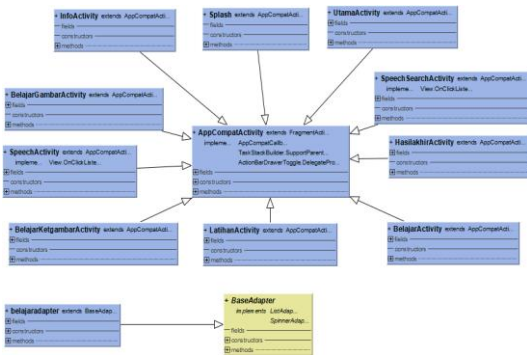 + InfoActivity extends AppCompatActi...
fields
constructors
methods
+ Splash extends AppCompatActi...
fields
constructors
methods
+ UtamaActivity extends AppCompatActi...
fields
constructors
methods
+ BelajarGambarActivity extends AppCompatActi...
fields
constructors
methods
+ SpeechSearchActivity extends AppCompatActi...
impleme... View.OnClickListe...
fields
constructors
methods
+ AppCompatActivity extends FragmentActi...
impleme... AppCompatCallb...
TaskStackBuilder.SupportParent...
ActionBarDrawerToggle.DelegatePro...
fields
constructors
methods
+ SpeechActivity extends AppCompatActi...
impleme... View.OnClickListe...
fields
constructors
methods
+ HasilakhirActivity extends AppCompatActi...
fields
constructors
methods
+ BelajarKetgambarActivity extends AppCompatActi...
fields
constructors
methods
+ LatihanActivity extends AppCompatActi...
fields
constructors
methods
+ BelajarActivity extends AppCompatActi...
fields
constructors
methods
+ belajaradapter extends BaseAdap...
fields
constructors
methods
+ BaseAdapter
implements ListAdap...
SpinnerAdap...
fields
constructors
methods